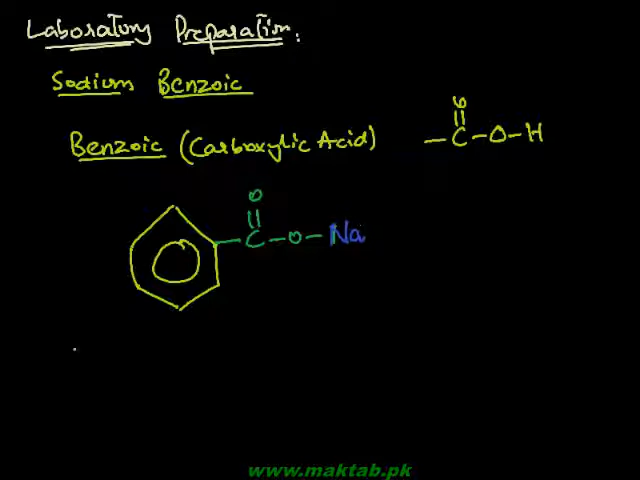 Laboratory Preparation.
Sodium Benzoic
Benzoic (Carboxylic Acid)
O
-C-O-H
O
C-O-Na
www.maktab.pk